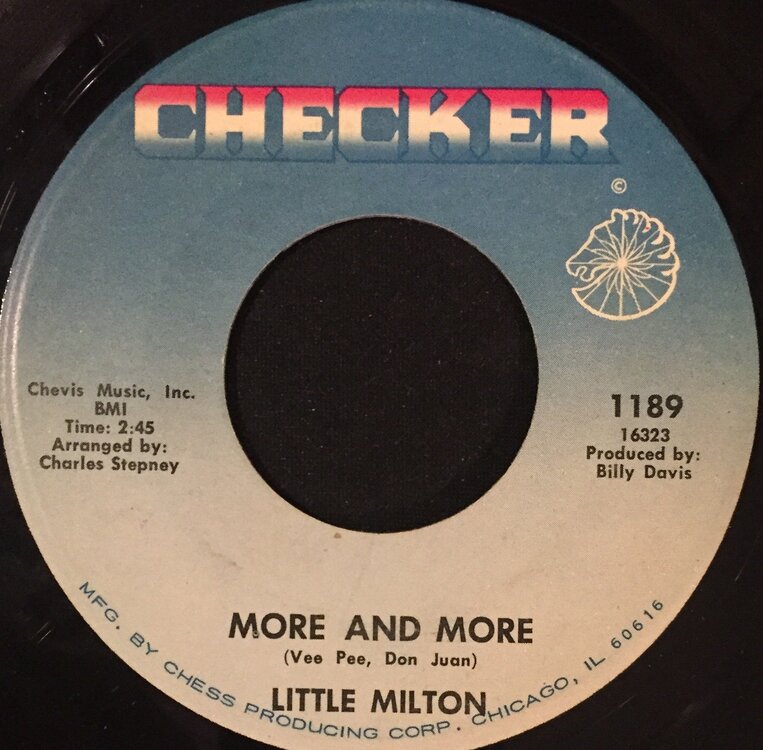 CHECKER
©
Chevis Music, Inc.
BMI
Time: 2:45
Arranged by:
Charles Stepney
1189
16323
Produced by:
Billy Davis
MORE AND MORE
(Vee Pee, Don Juan)
LITTLE MILTON
MFG. BY CHESS PRODUCING CORP. CHICAGO, IL 60616